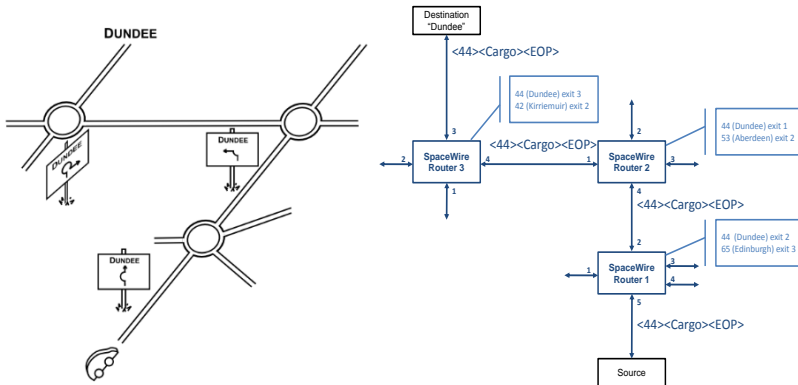 DUNDEE
DUNDEE
DUNDEE
DUNDEE
Destination
"Dundee"
<44><Cargo><EOP>
44 (Dundee) exit 3
42 (Kirriemuir) exit 2
3
<44><Cargo><EOP>
2
SpaceWire
Router 3
4
1
44 (Dundee) exit 1
53 (Aberdeen) exit 2
2
1
SpaceWire
Router 2
3
4
<44><Cargo><EOP>
44 (Dundee) exit 2
65 (Edinburgh) exit 3
2
1
SpaceWire
Router 1
3
4
5
<44><Cargo><EOP>
Source